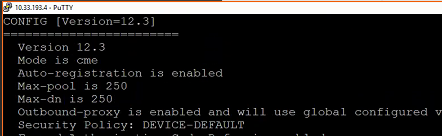 10.33.193.4 - PuTTY
CONFIG [Version=12.3]
========================
Version 12.3
Mode is cme
Auto-registration is enabled
Max-pool is 250
Max-dn is 250
Outbound-proxy is enabled and will use global configured v
Security Policy: DEVICE-DEFAULT